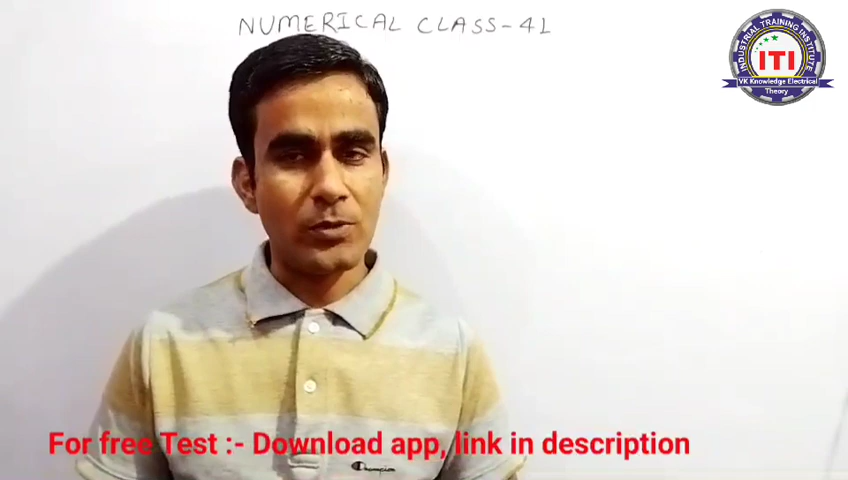 NUMERICAL CLASS-41
INDUSTRIAL TRAINING INSTITUTE
ITI
VK Knowledge Electrical
Theory
For free Test :- Download app, link in description
Champion